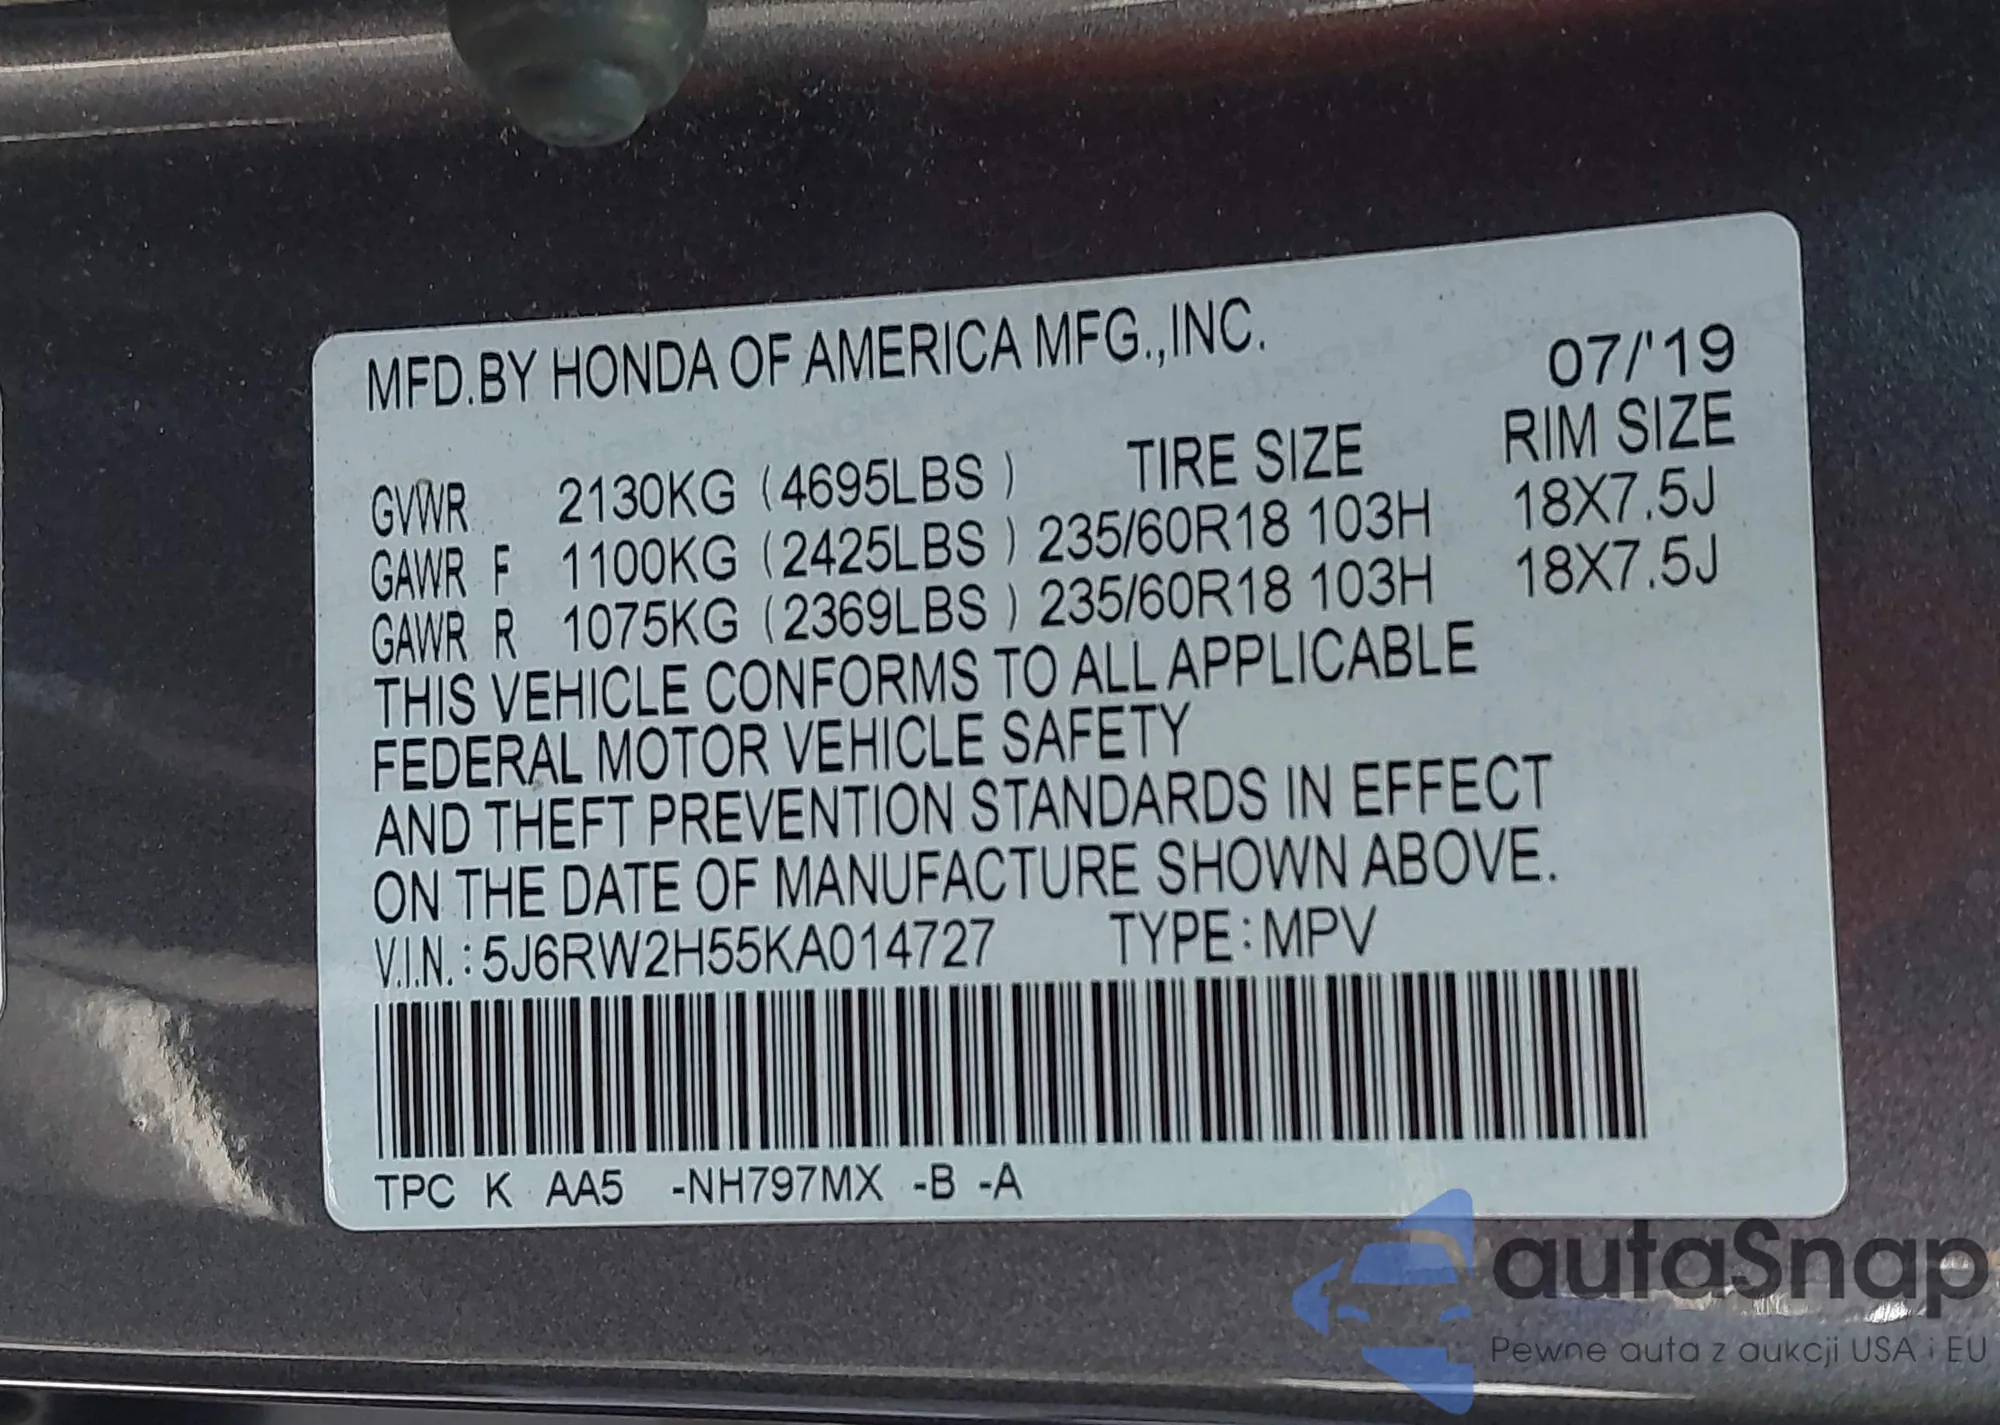 MFD.BY HONDA OF AMERICA MFG.,INC.
07/'19
TIRE SIZE RIM SIZE
GVWR 2130KG (4695LBS )
GAWR F 1100KG (2425LBS ) 235/60R18 103H 18X7.5J
GAWR R 1075KG (2369LBS ) 235/60R18 103H 18X7.5J
THIS VEHICLE CONFORMS TO ALL APPLICABLE
FEDERAL MOTOR VEHICLE SAFETY
AND THEFT PREVENTION STANDARDS IN EFFECT
ON THE DATE OF MANUFACTURE SHOWN ABOVE.
V.I.N.:5J6RW2H55KA014727 TYPE:MPV
TPC K AA5 -NH797MX -B -A
autaSnap
Pewne auta z aukcji USA i EU